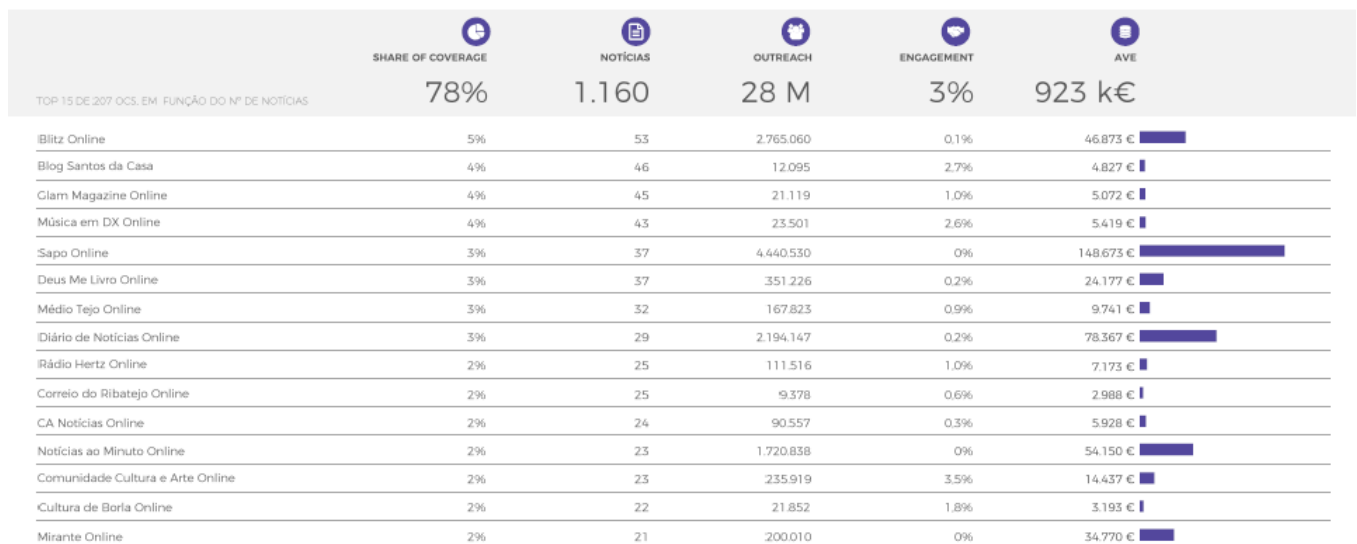 SHARE OF COVERAGE NOTÍCIAS OUTREACH ENGAGEMENT AVE
TOP 15 DE 207 OCS, EM FUNÇÃO DO Nº DE NOTÍCIAS 78% 1.160 28 M 3% 923 k€
Blitz Online 5% 53 2.765.060 0,1% 46.873 €
Blog Santos da Casa 4% 46 12.095 2,7% 4.827 €
Glam Magazine Online 4% 45 21.119 1,0% 5.072 €
Música em DX Online 4% 43 23.501 2,6% 5.419 €
Sapo Online 3% 37 4.440.530 0% 148.673 €
Deus Me Livro Online 3% 37 351.226 0,2% 24.177 €
Médio Tejo Online 3% 32 167.823 0,9% 9.741 €
Diário de Notícias Online 3% 29 2.194.147 0,2% 78.367 €
Rádio Hertz Online 2% 25 111.516 1,0% 7.173 €
Correio do Ribatejo Online 2% 25 9.378 0,6% 2.988 €
CA Notícias Online 2% 24 90.557 0,3% 5.928 €
Notícias ao Minuto Online 2% 23 1.720.838 0% 54.150 €
Comunidade Cultura e Arte Online 2% 23 235.919 3,5% 14.437 €
Cultura de Borla Online 2% 22 21.852 1,8% 3.193 €
Mirante Online 2% 21 200.010 0% 34.770 €